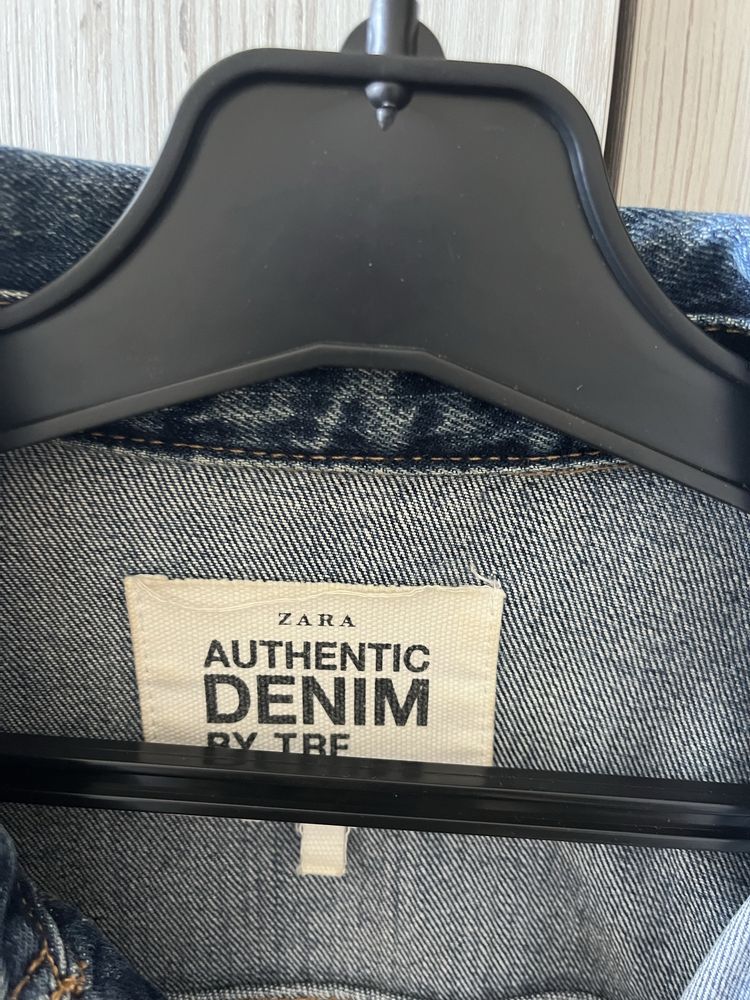 ZARA
AUTHENTIC
DENIM
BY TRF